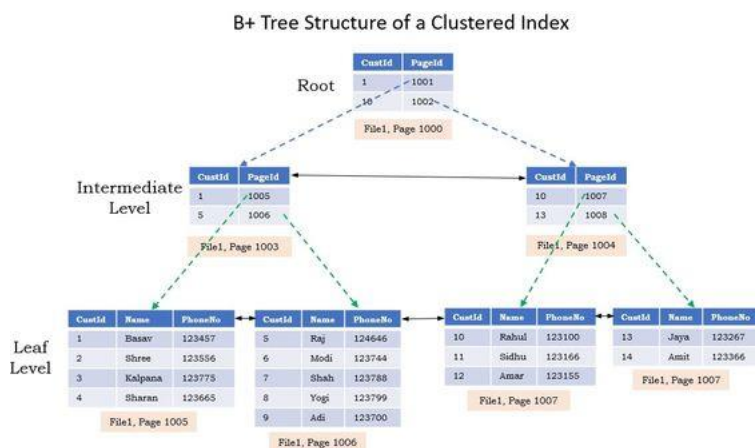 B+ Tree Structure of a Clustered Index
Root
CustId PageId
1 1001
10 1002
File1, Page 1000
Intermediate
Level
CustId PageId
1 1005
5 1006
File1, Page 1003
CustId PageId
10 1007
13 1008
File1, Page 1004
Leaf
Level
CustId Name PhoneNo
1 Basav 123457
2 Shree 123556
3 Kalpana 123775
4 Sharan 123665
File1, Page 1005
CustId Name PhoneNo
5 Raj 124646
6 Modi 123744
7 Shah 123788
8 Yogi 123799
9 Adi 123700
File1, Page 1006
CustId Name PhoneNo
10 Rahul 123100
11 Sidhu 123166
12 Amar 123155
File1, Page 1007
CustId Name PhoneNo
13 Jaya 123267
14 Amit 123366
File1, Page 1007